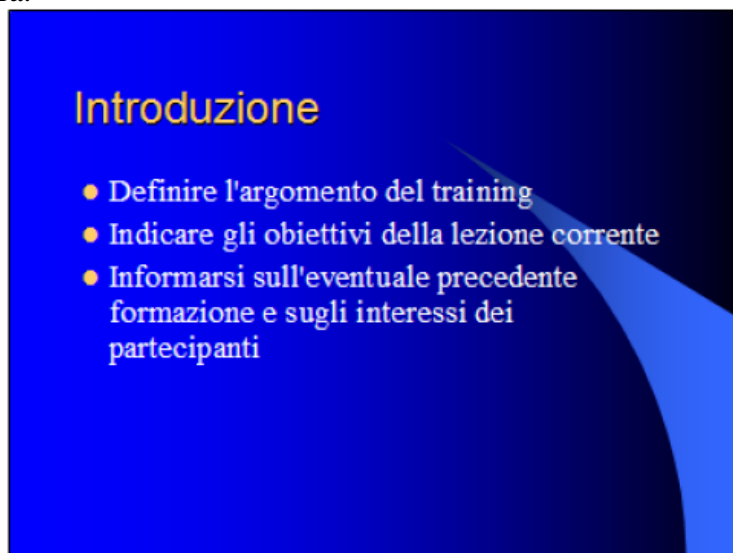 Introduzione
Definire l'argomento del training
Indicare gli obiettivi della lezione corrente
Informarsi sull'eventuale precedente
formazione e sugli interessi dei
partecipanti